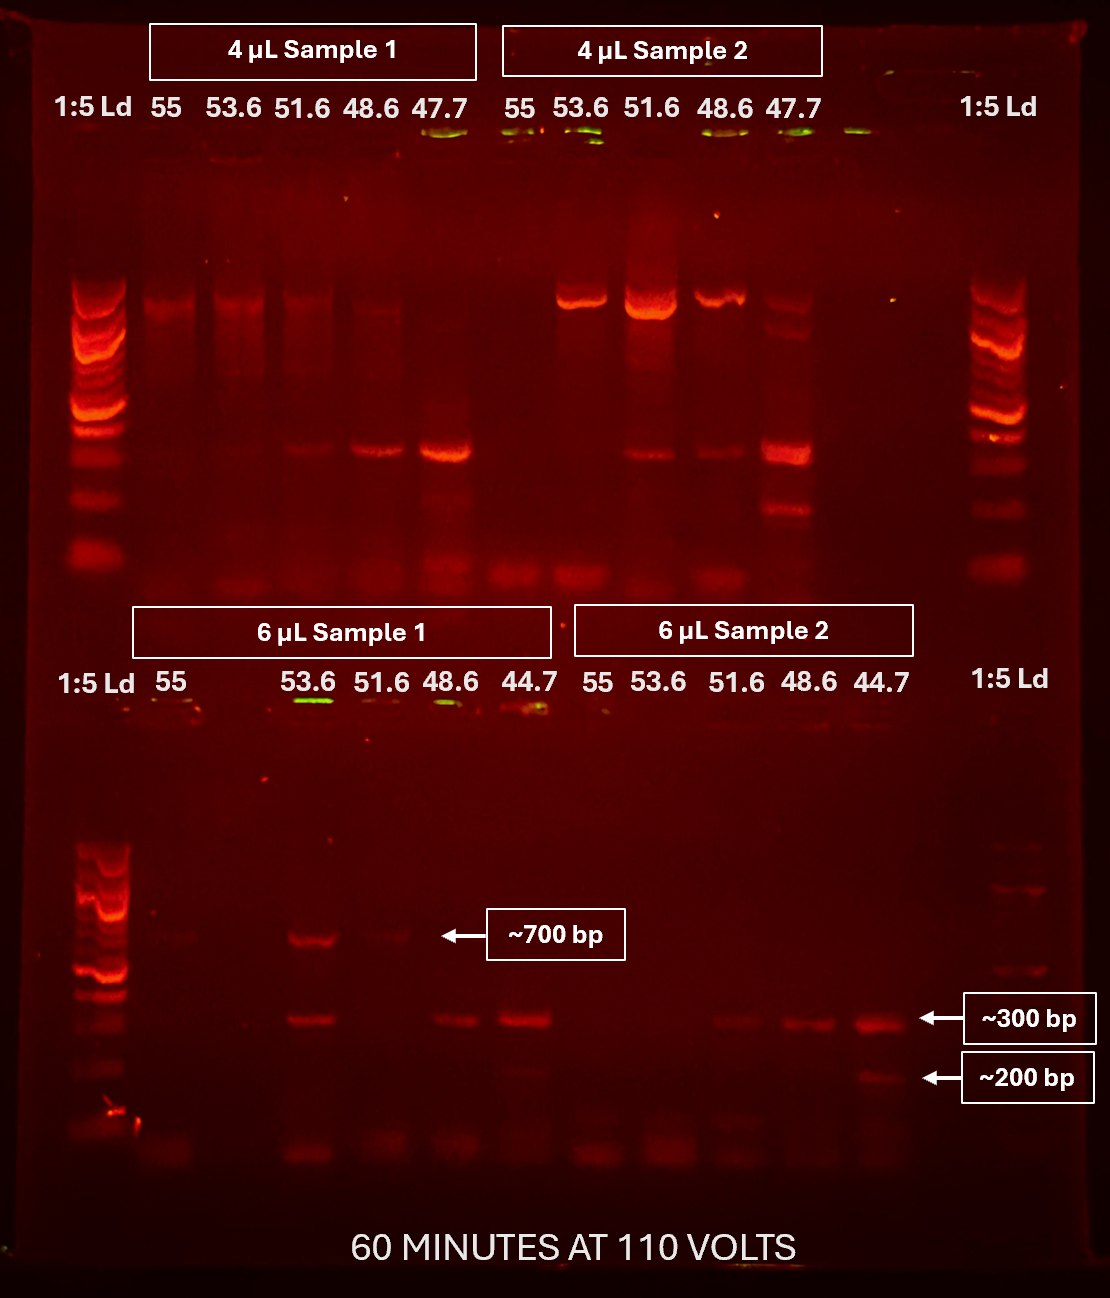 4 µL Sample 1 4 µL Sample 2
1:5 Ld 55 53.6 51.6 48.6 47.7 55 53.6 51.6 48.6 47.7 1:5 Ld
6 µL Sample 1 6 µL Sample 2
1:5 Ld 55 53.6 51.6 48.6 44.7 55 53.6 51.6 48.6 44.7 1:5 Ld
~700 bp
~300 bp
~200 bp
60 MINUTES AT 110 VOLTS